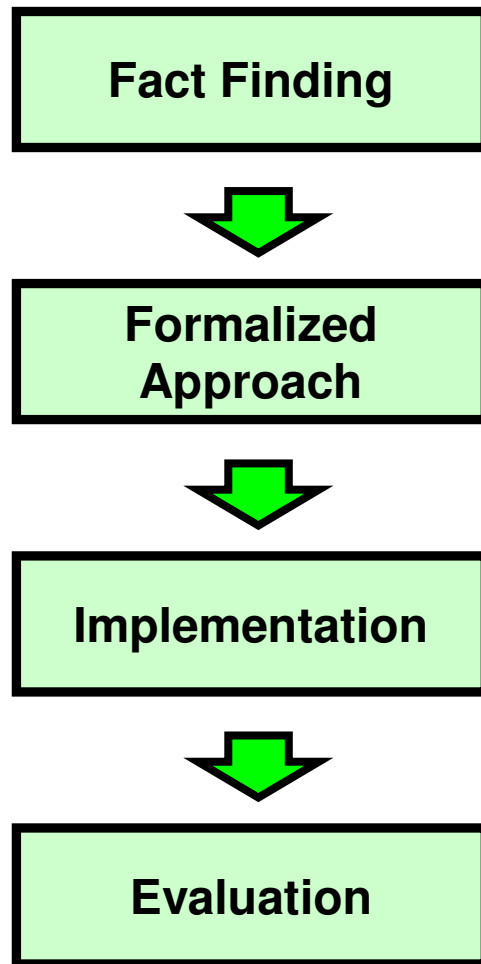 Fact Finding
Formalized
Approach
Implementation
Evaluation